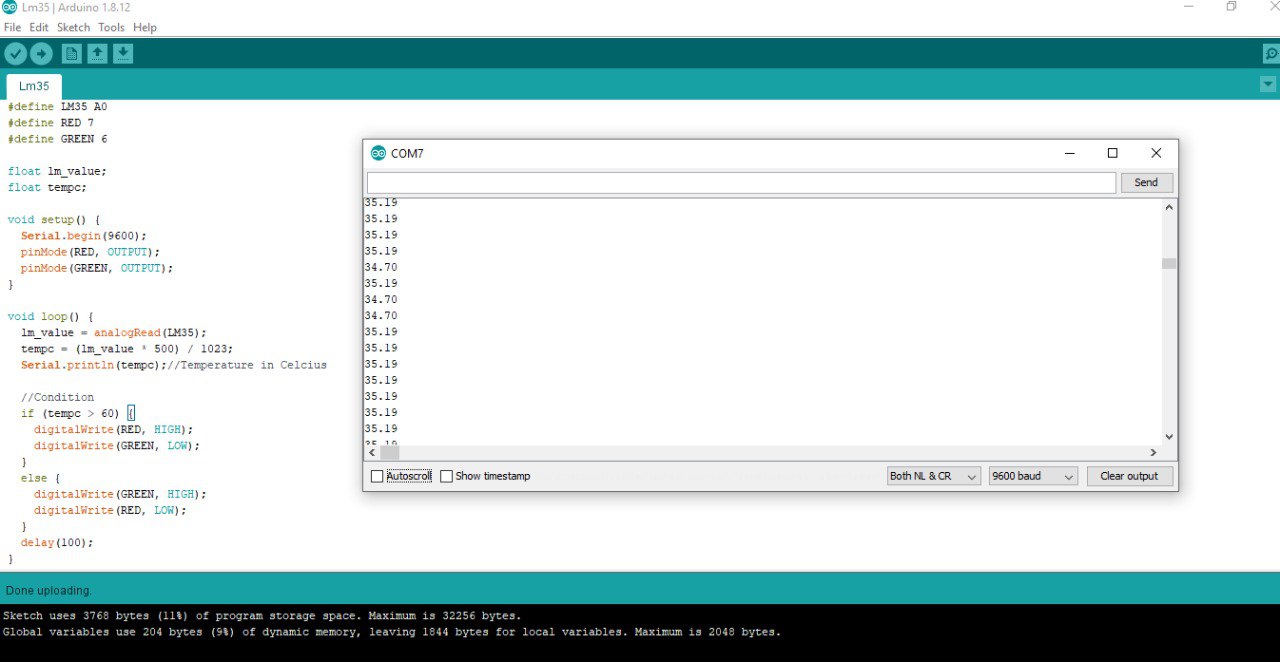 Lm35 | Arduino 1.8.12
File Edit Sketch Tools Help
Lm35
#define LM35 A0
#define RED 7
#define GREEN 6
float lm_value;
float tempc;
void setup() {
Serial.begin(9600);
pinMode(RED, OUTPUT);
pinMode(GREEN, OUTPUT);
}
void loop() {
lm_value = analogRead(LM35);
tempc = (lm_value * 500) / 1023;
Serial.println(tempc);//Temperature in Celcius
//Condition
if (tempc > 60) {
digitalWrite(RED, HIGH);
digitalWrite(GREEN, LOW);
}
else {
digitalWrite(GREEN, HIGH);
digitalWrite(RED, LOW);
}
delay(100);
}
COM7
Send
35.19
35.19
35.19
35.19
34.70
35.19
34.70
34.70
35.19
35.19
35.19
35.19
35.19
35.19
35.19
35.19
Autoscroll Show timestamp Both NL & CR 9600 baud Clear output
Done uploading.
Sketch uses 3768 bytes (11%) of program storage space. Maximum is 32256 bytes.
Global variables use 204 bytes (9%) of dynamic memory, leaving 1844 bytes for local variables. Maximum is 2048 bytes.